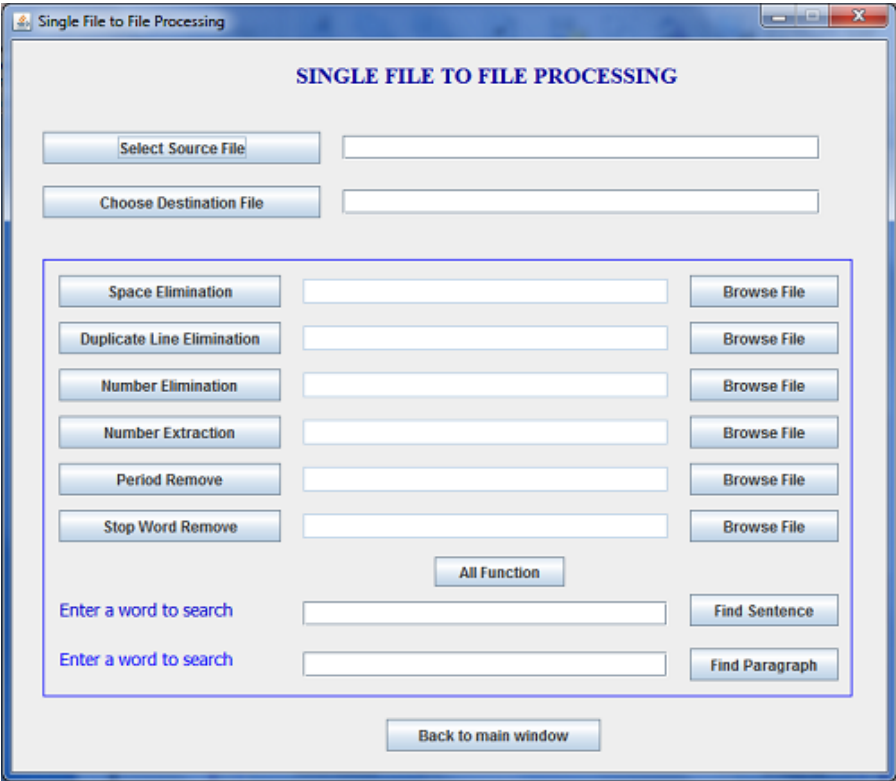 Single File to File Processing
SINGLE FILE TO FILE PROCESSING
Select Source File
Choose Destination File
Space Elimination Browse File
Duplicate Line Elimination Browse File
Number Elimination Browse File
Number Extraction Browse File
Period Remove Browse File
Stop Word Remove Browse File
All Function
Enter a word to search Find Sentence
Enter a word to search Find Paragraph
Back to main window